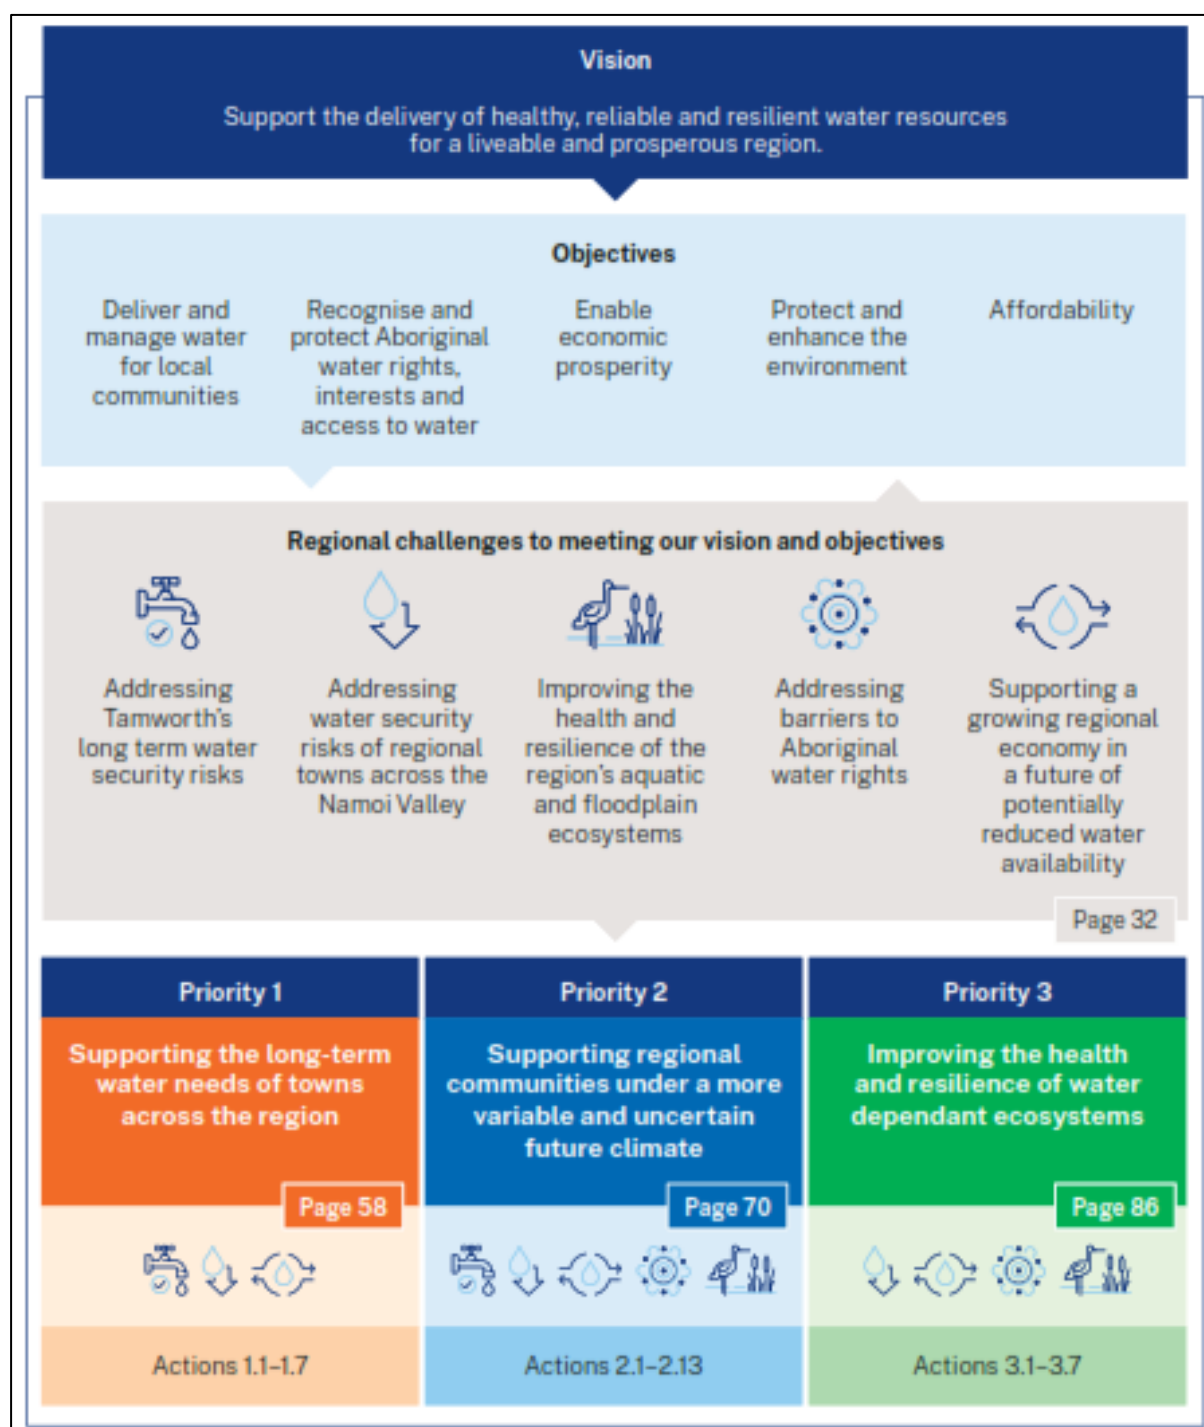 Vision
Support the delivery of healthy, reliable and resilient water resources
for a liveable and prosperous region.
Objectives
Deliver and
manage water
for local
communities
Recognise and
protect Aboriginal
water rights,
interests and
access to water
Enable
economic
prosperity
Protect and
enhance the
environment
Affordability
Regional challenges to meeting our vision and objectives
Addressing
Tamworth's
long term water
security risks
Addressing
water security
risks of regional
towns across the
Namoi Valley
Improving the
health and
resilience of the
region's aquatic
and floodplain
ecosystems
Addressing
barriers to
Aboriginal
water rights
Supporting a
growing regional
economy in
a future of
potentially
reduced water
availability
Page 32
Priority 1
Supporting the long-term
water needs of towns
across the region
Page 58
Actions 1.1–1.7
Priority 2
Supporting regional
communities under a more
variable and uncertain
future climate
Page 70
Actions 2.1–2.13
Priority 3
Improving the health
and resilience of water
dependant ecosystems
Page 86
Actions 3.1–3.7